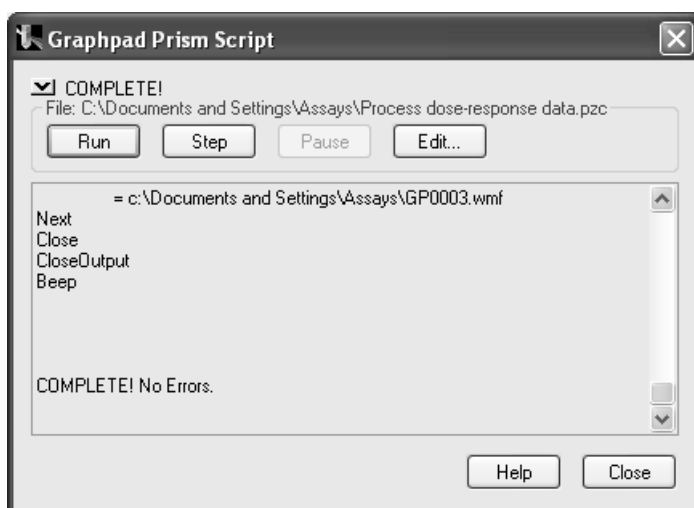 Graphpad Prism Script
COMPLETE!
File: C:\Documents and Settings\Assays\Process dose-response data.pzc
Run Step Pause Edit...
= c:\Documents and Settings\Assays\GP0003.wmf
Next
Close
CloseOutput
Beep
COMPLETE! No Errors.
Help Close